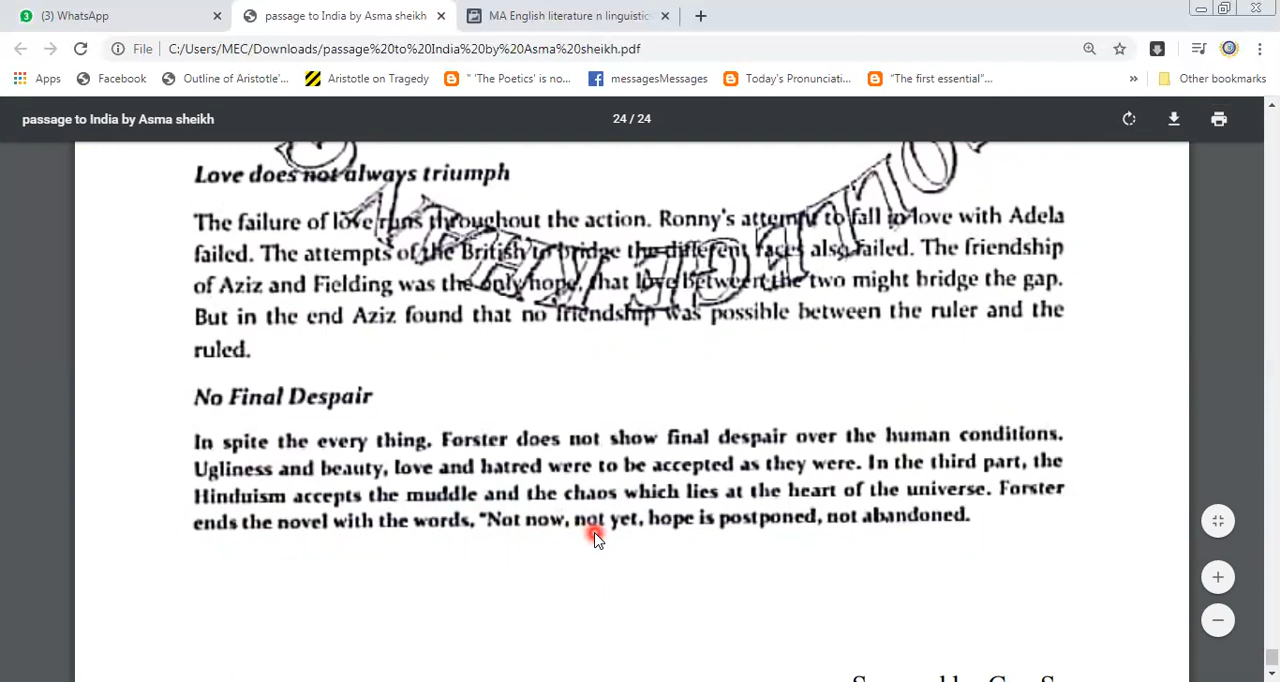 (3) WhatsApp
passage to India by Asma sheikh
MA English literature n linguistic
File
C:/Users/MEC/Downloads/passage%20to%20India%20by%20Asma%20sheikh.pdf
Apps
Facebook
Outline of Aristotle'...
Aristotle on Tragedy
" 'The Poetics' is no...
messagesMessages
Today's Pronunciati...
"The first essential"...
»
Other bookmarks
passage to India by Asma sheikh
24 / 24
Love does not always triumph
The failure of love runs throughout the action. Ronny's attempt to fall in love with Adela
failed. The attempts of the British to bridge the different races also failed. The friendship
of Aziz and Fielding was the only hope, that love between the two might bridge the gap.
But in the end Aziz found that no friendship was possible between the ruler and the
ruled.
No Final Despair
In spite the every thing, Forster does not show final despair over the human conditions.
Ugliness and beauty, love and hatred were to be accepted as they were. In the third part, the
Hinduism accepts the muddle and the chaos which lies at the heart of the universe. Forster
ends the novel with the words, "Not now, not yet, hope is postponed, not abandoned.